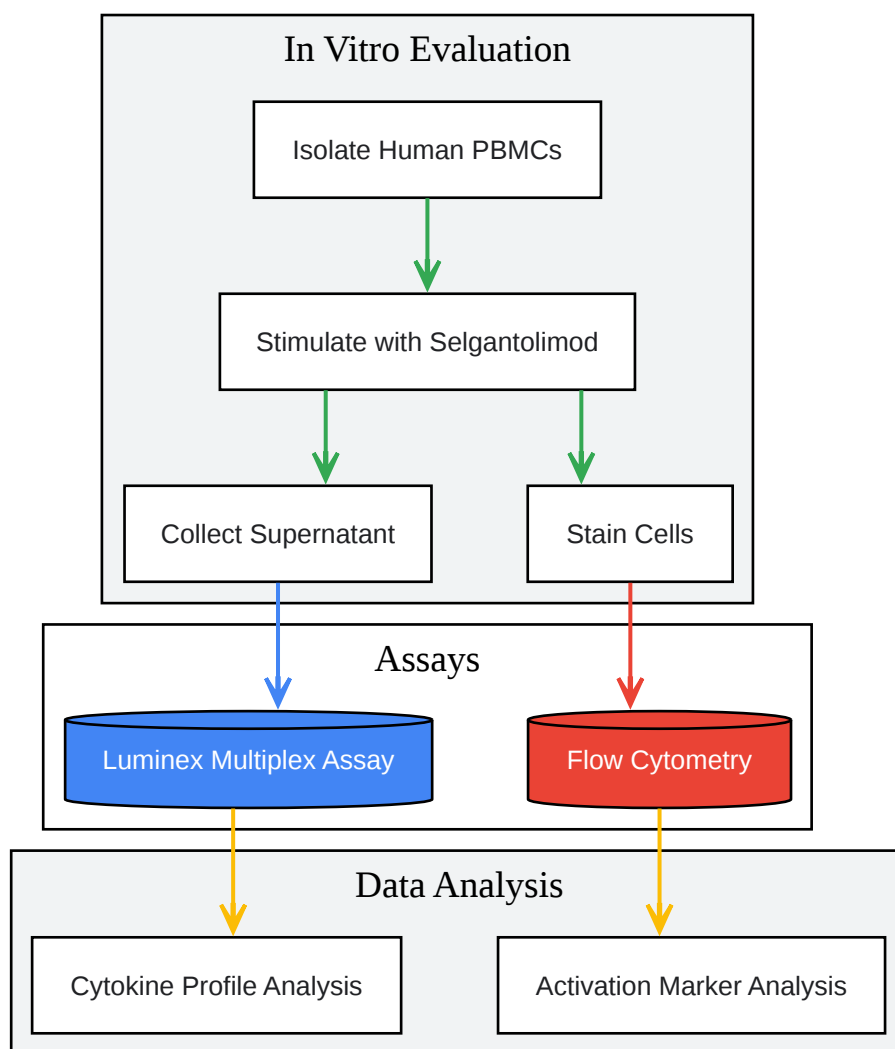 In Vitro Evaluation
Isolate Human PBMCs
Stimulate with Selgantolimod
Collect Supernatant
Stain Cells
Assays
Luminex Multiplex Assay
Flow Cytometry
Data Analysis
Cytokine Profile Analysis
Activation Marker Analysis